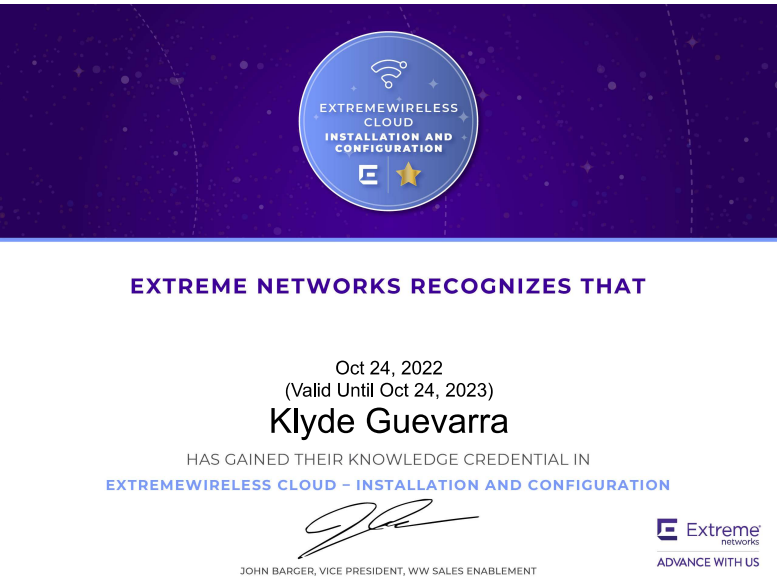 EXTREMEWIRELESS
CLOUD
INSTALLATION AND
CONFIGURATION
EXTREME NETWORKS RECOGNIZES THAT
Oct 24, 2022
(Valid Until Oct 24, 2023)
Klyde Guevarra
HAS GAINED THEIR KNOWLEDGE CREDENTIAL IN
EXTREMEWIRELESS CLOUD – INSTALLATION AND CONFIGURATION
JOHN BARGER, VICE PRESIDENT, WW SALES ENABLEMENT
Extreme
networks
ADVANCE WITH US